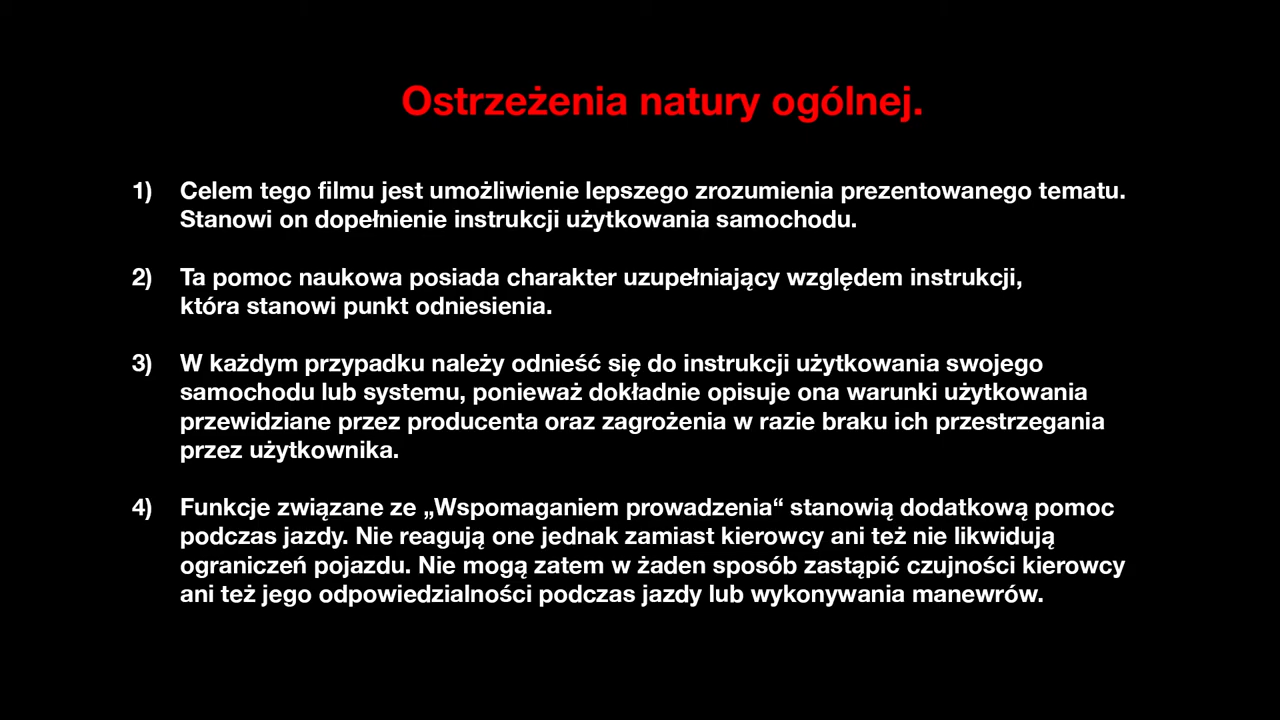 Ostrzeżenia natury ogólnej.
1) Celem tego filmu jest umożliwienie lepszego zrozumienia prezentowanego tematu.
Stanowi on dopełnienie instrukcji użytkowania samochodu.
2) Ta pomoc naukowa posiada charakter uzupełniający względem instrukcji,
która stanowi punkt odniesienia.
3) W każdym przypadku należy odnieść się do instrukcji użytkowania swojego
samochodu lub systemu, ponieważ dokładnie opisuje ona warunki użytkowania
przewidziane przez producenta oraz zagrożenia w razie braku ich przestrzegania
przez użytkownika.
4) Funkcje związane ze „Wspomaganiem prowadzenia“ stanowią dodatkową pomoc
podczas jazdy. Nie reagują one jednak zamiast kierowcy ani też nie likwidują
ograniczeń pojazdu. Nie mogą zatem w żaden sposób zastąpić czujności kierowcy
ani też jego odpowiedzialności podczas jazdy lub wykonywania manewrów.